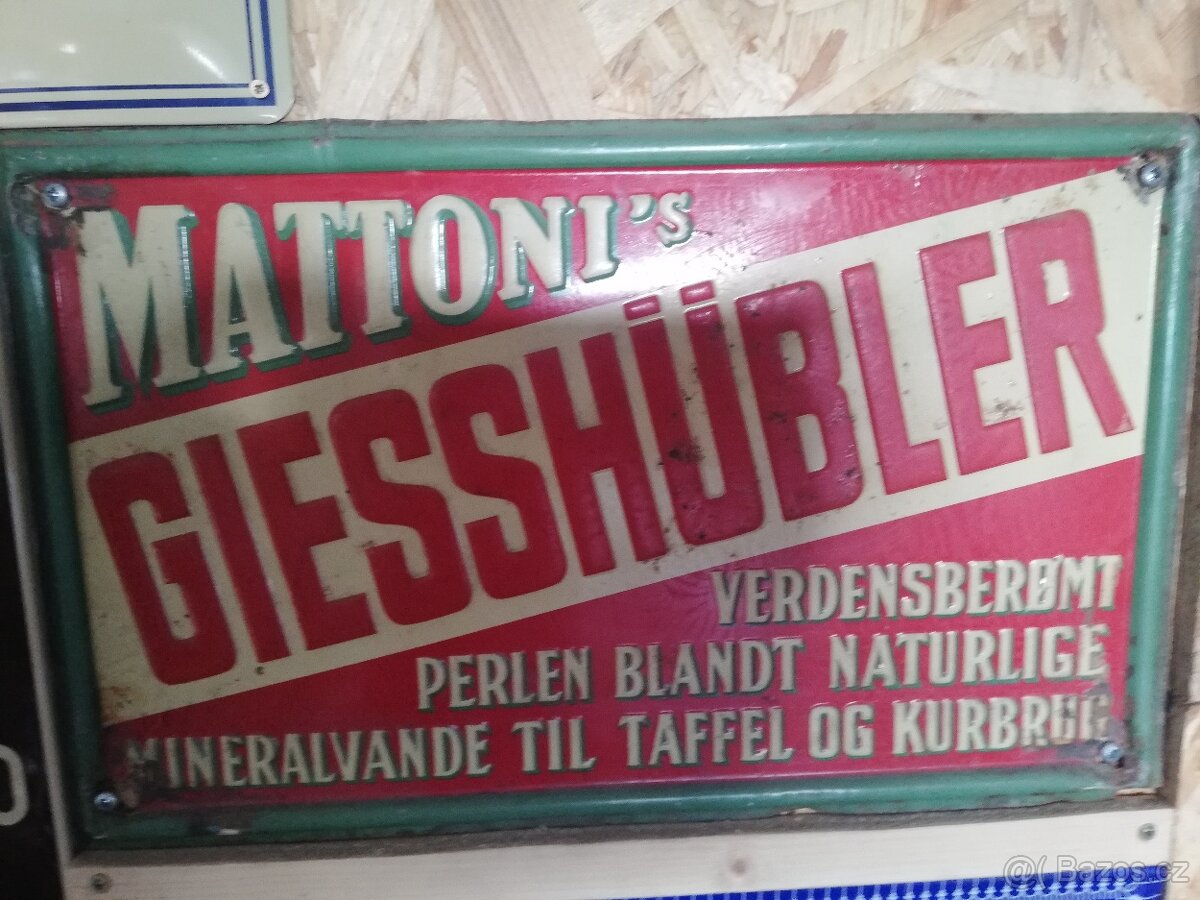 MATTONI'S
GIESSHÜBLER
VERDENSBERØMT
PERLEN BLANDT NATURLIGE
MINERALVANDE TIL TAFFEL OG KURBRUG
Bazos.cz